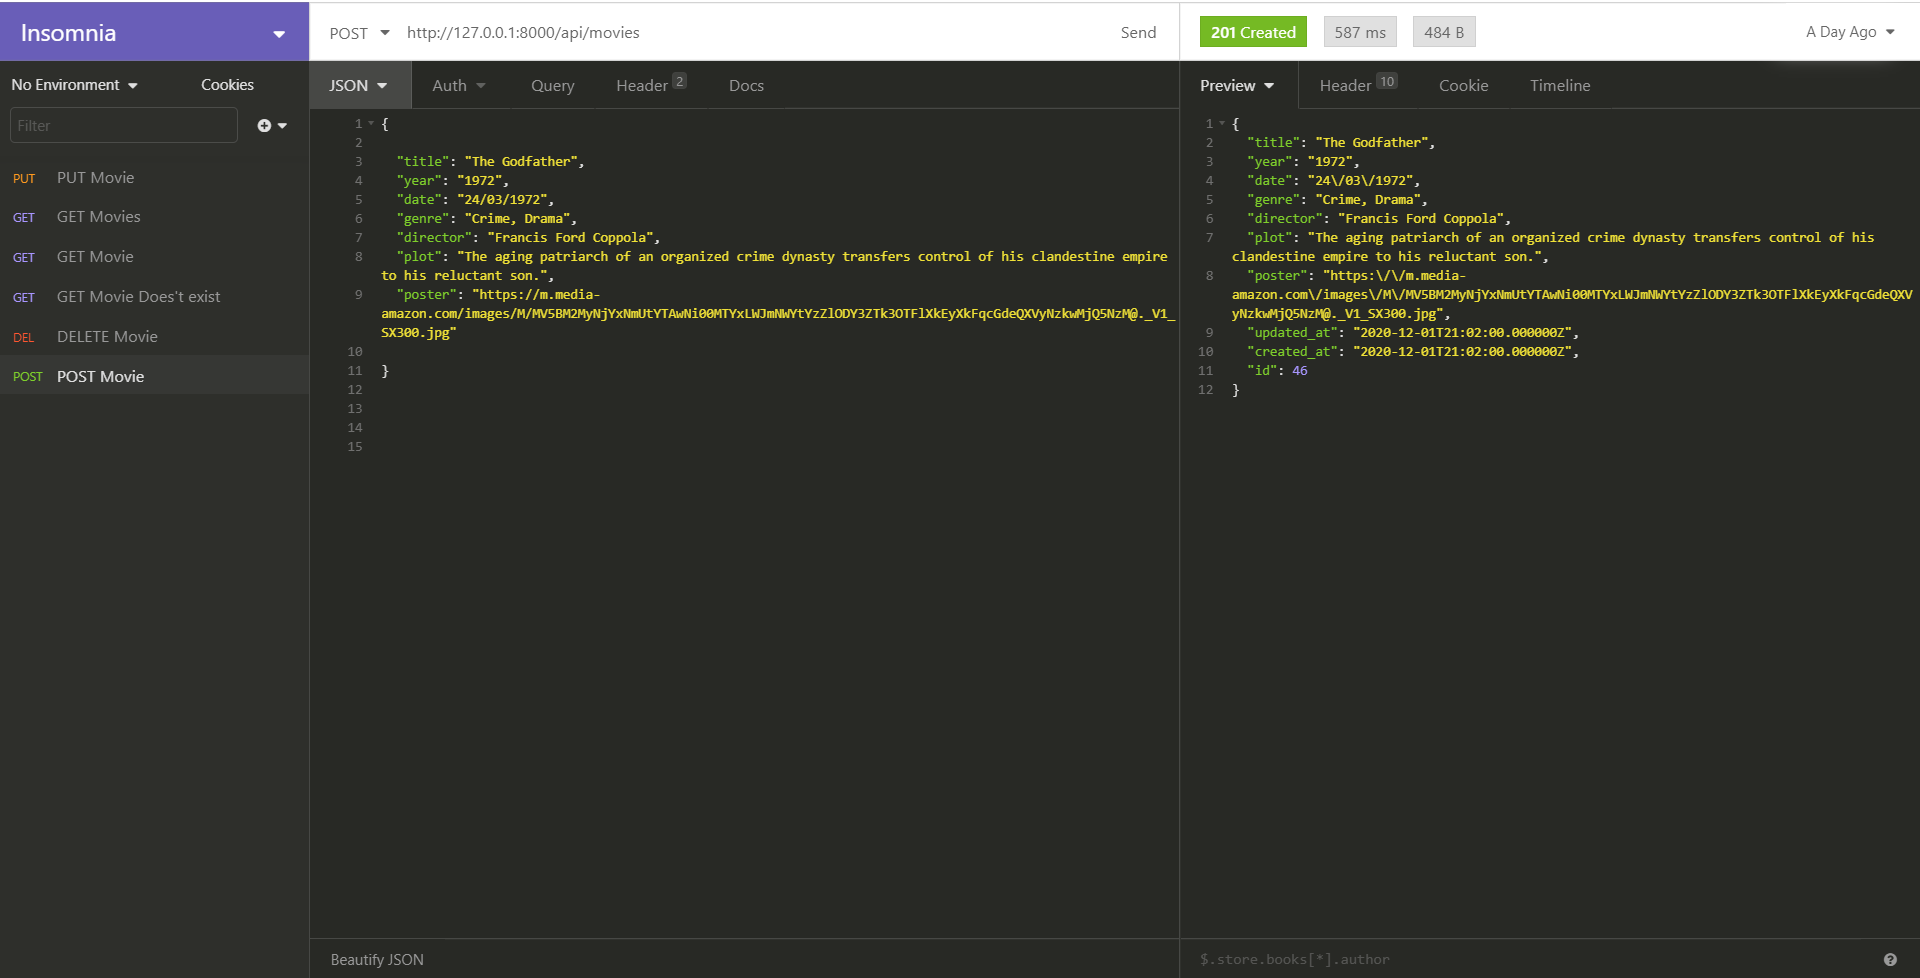 Insomnia
No Environment
Cookies
Filter
PUT PUT Movie
GET GET Movies
GET GET Movie
GET GET Movie Does't exist
DEL DELETE Movie
POST POST Movie
POST http://127.0.0.1:8000/api/movies Send
JSON Auth Query Header 2 Docs
1 {
2
3 "title": "The Godfather",
4 "year": "1972",
5 "date": "24/03/1972",
6 "genre": "Crime, Drama",
7 "director": "Francis Ford Coppola",
8 "plot": "The aging patriarch of an organized crime dynasty transfers control of his clandestine empire
to his reluctant son.",
9 "poster": "https://m.media-
amazon.com/images/M/MV5BM2MyNjYxNmUtYTAwNi00MTYxLWJmNWYtYzZlODY3ZTk3OTFlXkEyXkFqcGdeQXVyNzkwMjQ5NzM@._V1_
SX300.jpg"
10
11 }
12
13
14
15
Beautify JSON
201 Created 587 ms 484 B A Day Ago
Preview Header 10 Cookie Timeline
1 {
2 "title": "The Godfather",
3 "year": "1972",
4 "date": "24\/03\/1972",
5 "genre": "Crime, Drama",
6 "director": "Francis Ford Coppola",
7 "plot": "The aging patriarch of an organized crime dynasty transfers control of his
clandestine empire to his reluctant son.",
8 "poster": "https:\/\/m.media-
amazon.com\/images\/M\/MV5BM2MyNjYxNmUtYTAwNi00MTYxLWJmNWYtYzZlODY3ZTk3OTFlXkEyXkFqcGdeQXV
yNzkwMjQ5NzM@._V1_SX300.jpg",
9 "updated_at": "2020-12-01T21:02:00.000000Z",
10 "created_at": "2020-12-01T21:02:00.000000Z",
11 "id": 46
12 }
$.store.books[*].author